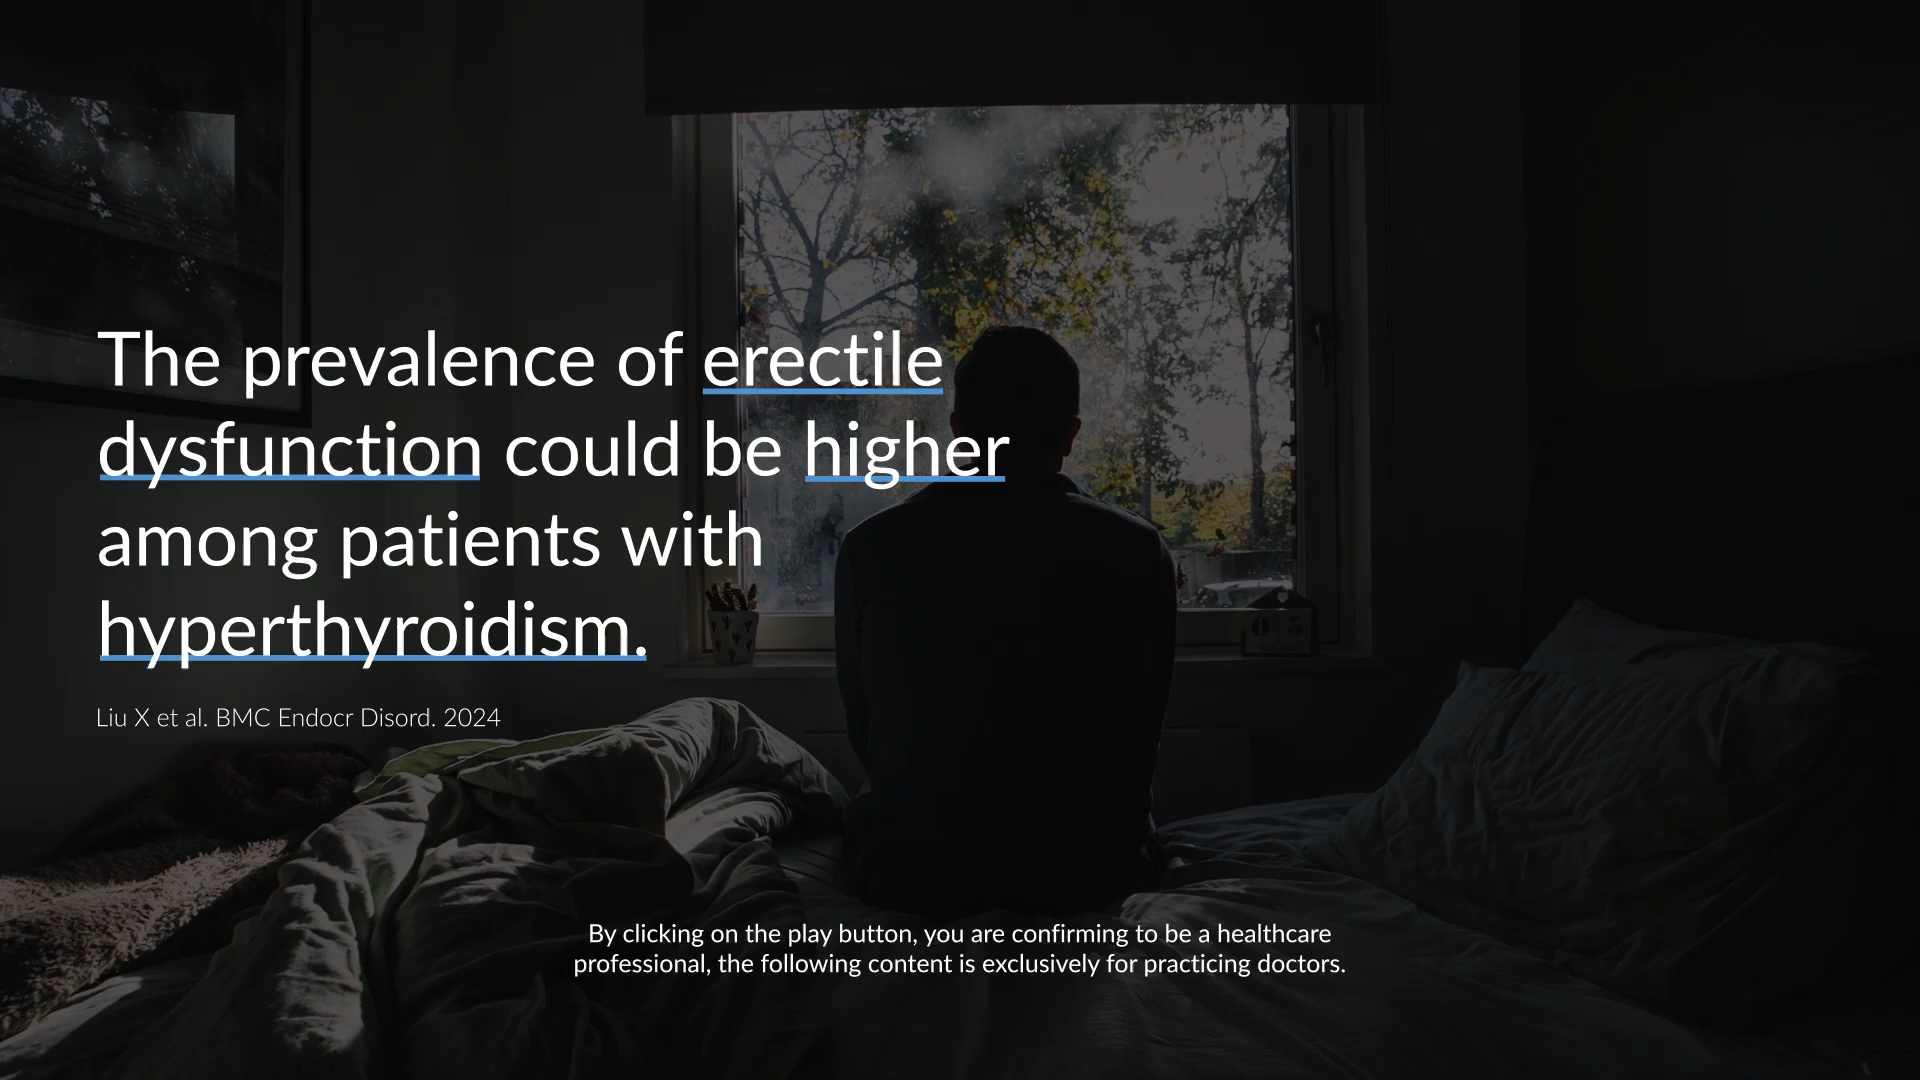 The prevalence of erectile
dysfunction could be higher
among patients with
hyperthyroidism.
Liu X et al. BMC Endocr Disord. 2024
By clicking on the play button, you are confirming to be a healthcare
professional, the following content is exclusively for practicing doctors.